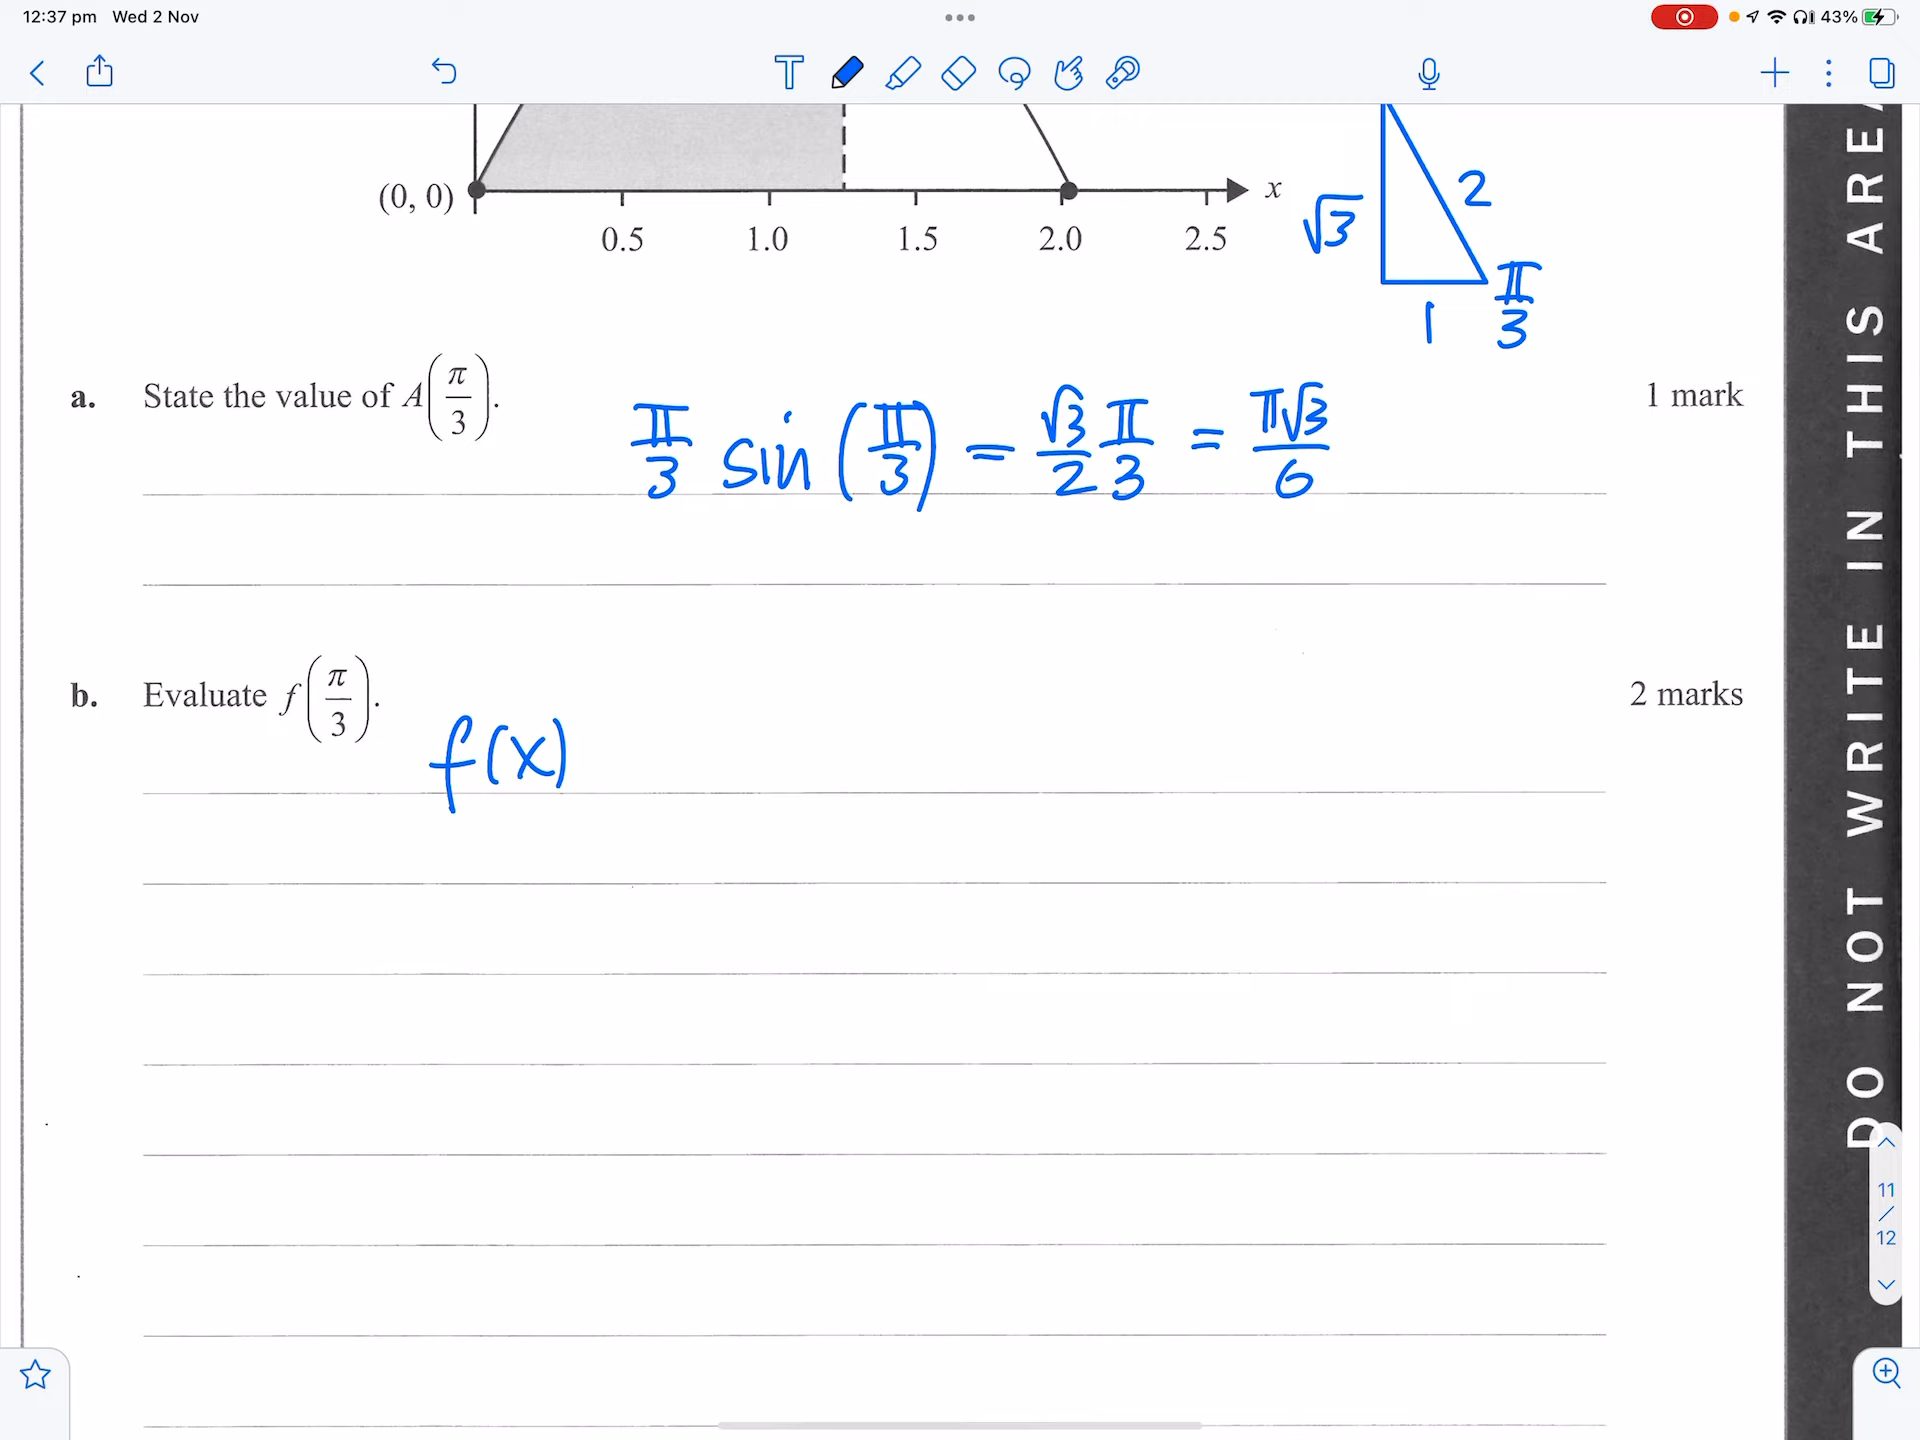 12:37 pm Wed 2 Nov
43%
(0, 0)
x
0.5 1.0 1.5 2.0 2.5
√3
2
1
π/3
a. State the value of A(π/3). 1 mark
π/3 sin (π/3) = √3/2 π/3 = π√3/6
b. Evaluate f(π/3). 2 marks
f(x)
DO NOT WRITE IN THIS AREA
11
/
12